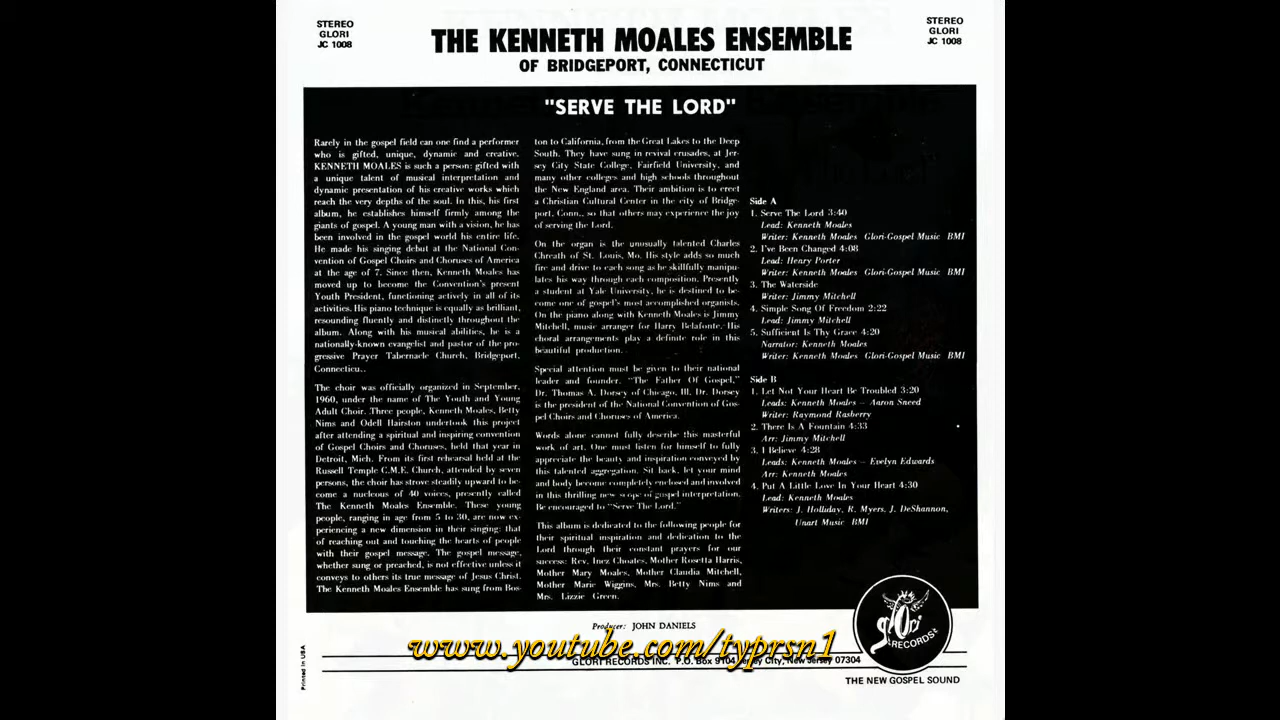 STEREO
GLORI
JC 1008
THE KENNETH MOALES ENSEMBLE
OF BRIDGEPORT, CONNECTICUT
STEREO
GLORI
JC 1008
"SERVE THE LORD"
Rarely in the gospel field can one find a performer
who is gifted, unique, dynamic and creative.
KENNETH MOALES is such a person: gifted with
a unique talent of musical interpretation and
dynamic presentation of his creative works which
reach the very depths of the soul. In this, his first
album, he establishes himself firmly among the
giants of gospel. A young man with a vision, he has
been involved in the gospel world his entire life.
He made his singing debut at the National Con-
vention of Gospel Choirs and Choruses of America
at the age of 7. Since then, Kenneth Moales has
moved up to become the Convention's present
Youth President, functioning actively in all of its
activities. His piano technique is equally as brilliant,
resounding fluently and distinctly throughout the
album. Along with his musical abilities, he is a
nationally-known evangelist and pastor of the pro-
gressive Prayer Tabernacle Church, Bridgeport,
Connecticu..
The choir was officially organized in September,
1960, under the name of The Youth and Young
Adult Choir. Three people, Kenneth Moales, Betty
Nims and Odell Hairston undertook this project
after attending a spiritual and inspiring convention
of Gospel Choirs and Choruses, held that year in
Detroit, Mich. From its first rehearsal held at the
Russell Temple C.M.E. Church, attended by seven
persons, the choir has strove steadily upward to be-
come a nucleous of 40 voices, presently called
The Kenneth Moales Ensemble. These young
people, ranging in age from 5 to 30, are now ex-
periencing a new dimension in their singing: that
of reaching out and touching the hearts of people
with their gospel message. The gospel message,
whether sung or preached, is not effective unless it
conveys to others its true message of Jesus Christ.
The Kenneth Moales Ensemble has sung from Bos-
ton to California, from the Great Lakes to the Deep
South. They have sung in revival crusades, at Jer-
sey City State College, Fairfield University, and
many other colleges and high schools throughout
the New England area. Their ambition is to erect
a Christian Cultural Center in the city of Bridge-
port, Conn., so that others may experience the joy
of serving the Lord.
On the organ is the unusually talented Charles
Chreath of St. Louis, Mo. His style adds so much
fire and drive to each song as he skillfully manipu-
lates his way through each composition. Presently
a student at Yale University, he is destined to be-
come one of gospel's most accomplished organists.
On the piano along with Kenneth Moales is Jimmy
Mitchell, music arranger for Harry Belafonte. His
choral arrangements play a definite role in this
beautiful production.
Special attention must be given to their national
leader and founder, "The Father Of Gospel,"
Dr. Thomas A. Dorsey of Chicago, Ill. Dr. Dorsey
is the president of the National Convention of Gos-
pel Choirs and Choruses of America.
Words alone cannot fully describe this masterful
work of art. One must listen for himself to fully
appreciate the beauty and inspiration conveyed by
this talented aggregation. Sit back, let your mind
and body become completely enclosed and involved
in this thrilling new scope of gospel interpretation.
Be encouraged to "Serve The Lord."
This album is dedicated to the following people for
their spiritual inspiration and dedication to the
Lord through their constant prayers for our
success: Rev. Inez Choates, Mother Rosetta Harris,
Mother Mary Moales, Mother Claudia Mitchell,
Mother Marie Wiggins, Mrs. Betty Nims and
Mrs. Lizzie Green.
Side A
1. Serve The Lord 3:40
Lead: Kenneth Moales
Writer: Kenneth Moales Glori-Gospel Music BMI
2. I've Been Changed 4:08
Lead: Henry Porter
Writer: Kenneth Moales Glori-Gospel Music BMI
3. The Waterside
Writer: Jimmy Mitchell
4. Simple Song Of Freedom 2:22
Lead: Jimmy Mitchell
5. Sufficient Is Thy Grace 4:20
Narrator: Kenneth Moales
Writer: Kenneth Moales Glori-Gospel Music BMI
Side B
1. Let Not Your Heart Be Troubled 3:20
Leads: Kenneth Moales — Aaron Sneed
Writer: Raymond Rasberry
2. There Is A Fountain 4:33
Arr: Jimmy Mitchell
3. I Believe 4:28
Leads: Kenneth Moales — Evelyn Edwards
Arr: Kenneth Moales
4. Put A Little Love In Your Heart 4:30
Lead: Kenneth Moales
Writers: J. Holliday, R. Myers, J. DeShannon,
Unart Music BMI
Producer: JOHN DANIELS
www.youtube.com/typrsn1
GLORI RECORDS INC. P.O. Box 9104 Jersey City, New Jersey 07304
glOri
RECORDS
THE NEW GOSPEL SOUND
Printed in USA